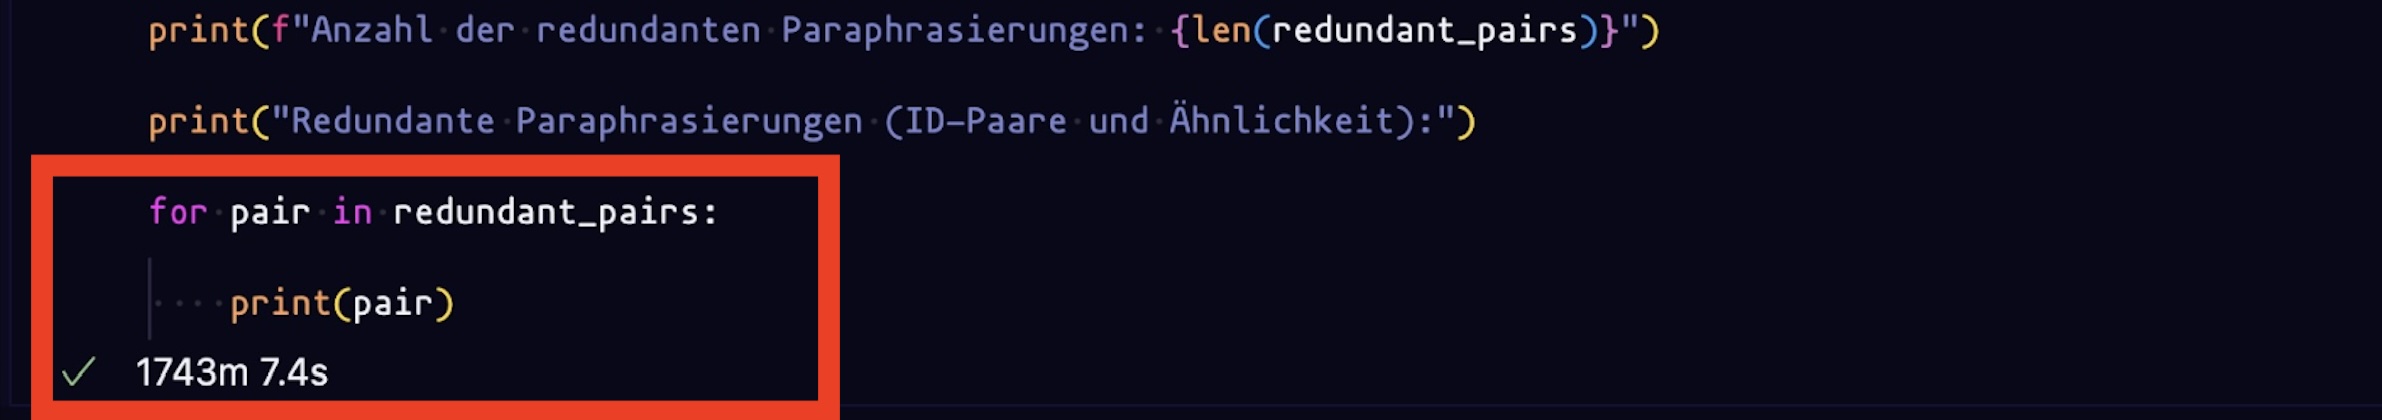 print(f"Anzahl der redundanten Paraphrasierungen: {len(redundant_pairs)}")
print("Redundante Paraphrasierungen (ID-Paare und Ähnlichkeit):")
for pair in redundant_pairs:
    print(pair)
✓ 1743m 7.4s